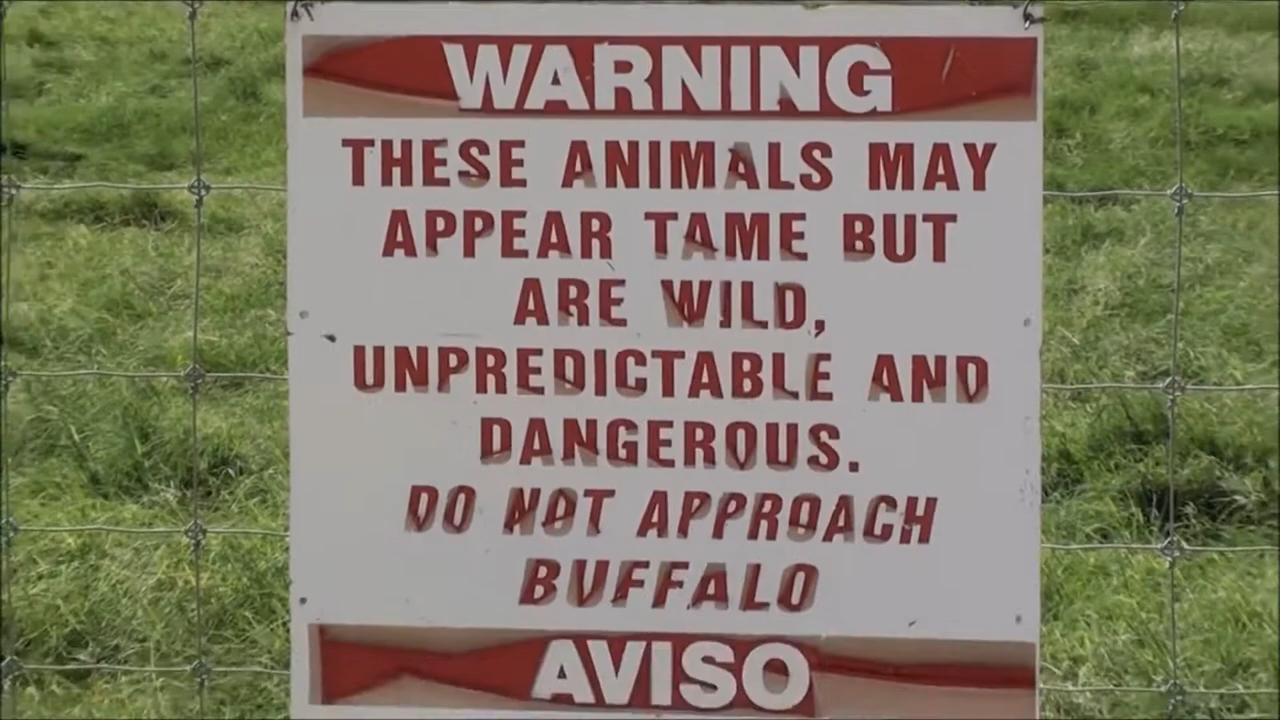 WARNING
THESE ANIMALS MAY
APPEAR TAME BUT
ARE WILD,
UNPREDICTABLE AND
DANGEROUS.
DO NOT APPROACH
BUFFALO
AVISO